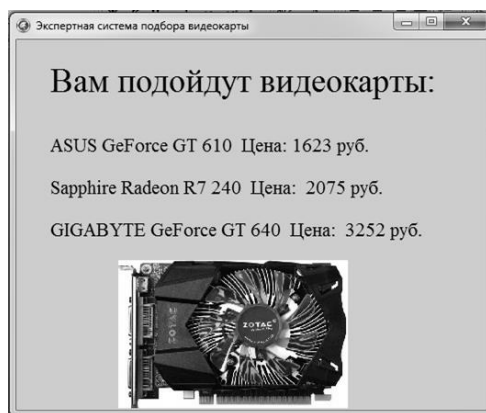 Экспертная система подбора видеокарты
Вам подойдут видеокарты:
ASUS GeForce GT 610 Цена: 1623 руб.
Sapphire Radeon R7 240 Цена: 2075 руб.
GIGABYTE GeForce GT 640 Цена: 3252 руб.
ZOTAC
ZOTAC